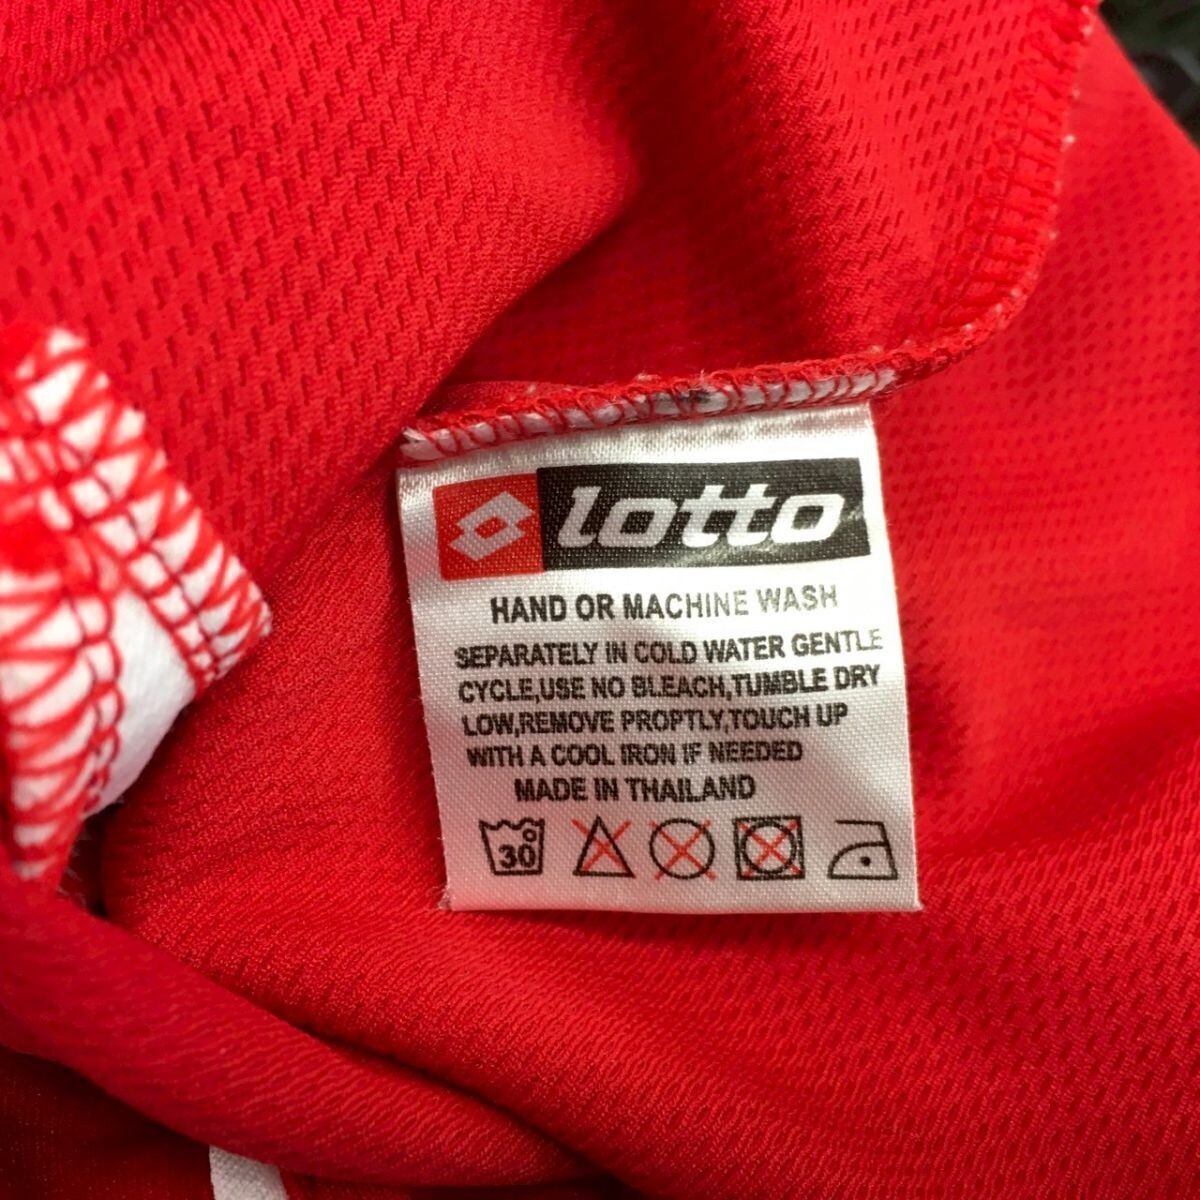 lotto
HAND OR MACHINE WASH
SEPARATELY IN COLD WATER GENTLE
CYCLE,USE NO BLEACH,TUMBLE DRY
LOW,REMOVE PROPTLY,TOUCH UP
WITH A COOL IRON IF NEEDED
MADE IN THAILAND
30°